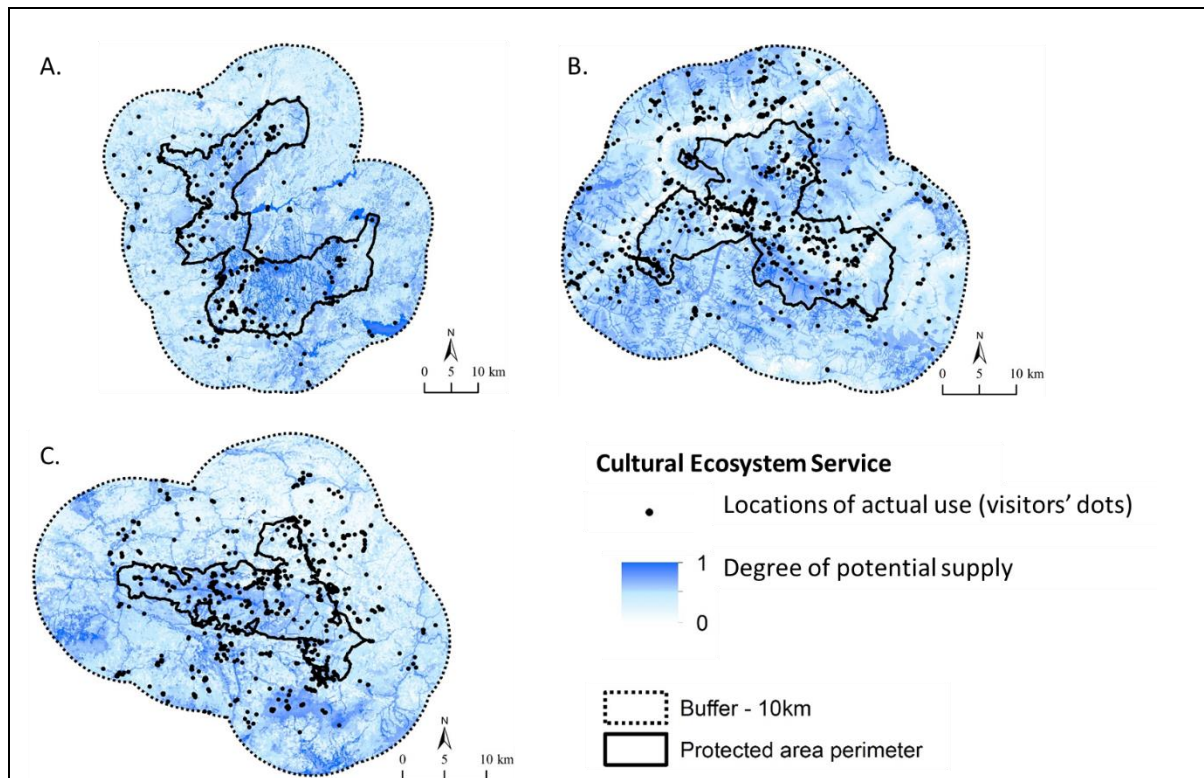 A.
N
0 5 10 km
B.
N
0 5 10 km
C.
N
0 5 10 km
Cultural Ecosystem Service
Locations of actual use (visitors’ dots)
1
Degree of potential supply
0
Buffer - 10km
Protected area perimeter